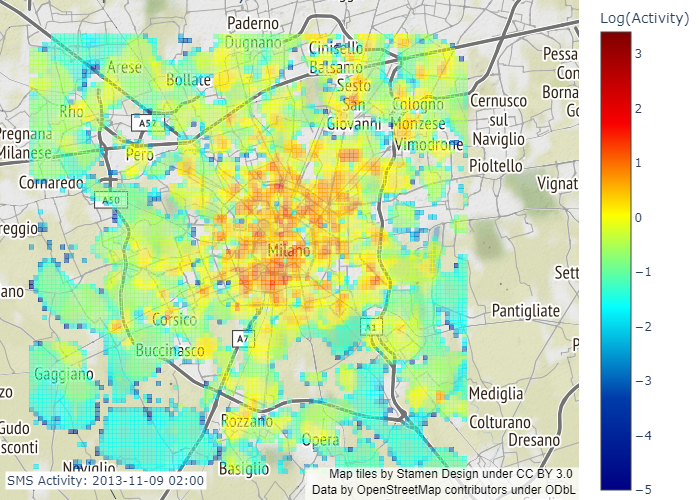 Log(Activity)
Paderno
Dugnano
Cinisello
Balsamo
Arese
Bollate
Sesto
San
Giovanni
Cologno
Monzese
Cernusco
sul
Naviglio
Pessa
Con
Borna
Go
Rho
A52
Pregnana
Milanese
Pero
Vimodrone
Pioltello
Cornaredo
A50
Vignat
reggio
Milano
Sett
ano
Pantigliate
Corsico
A1
A7
Buccinasco
P
Gaggiano
zo
Mediglia
Gudo
sconti
Rozzano
Colturano
Dresano
Opera
Noviglio
Basiglio
SMS Activity: 2013-11-09 02:00
Map tiles by Stamen Design under CC BY 3.0
Data by OpenStreetMap contributors under ODbL
3
2
1
0
−1
−2
−3
−4
−5